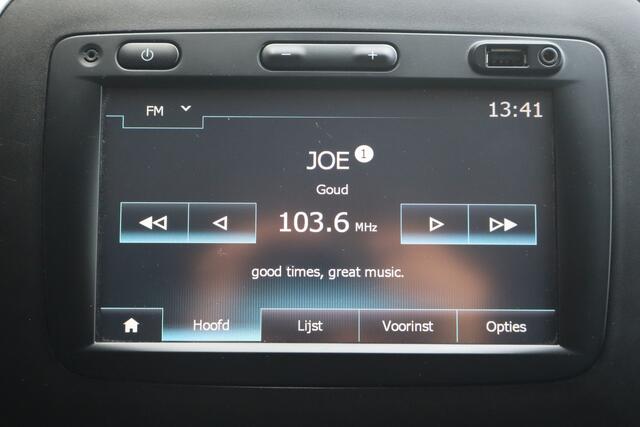 FM
13:41
JOE 1
Goud
103.6 MHz
good times, great music.
Hoofd Lijst Voorinst Opties